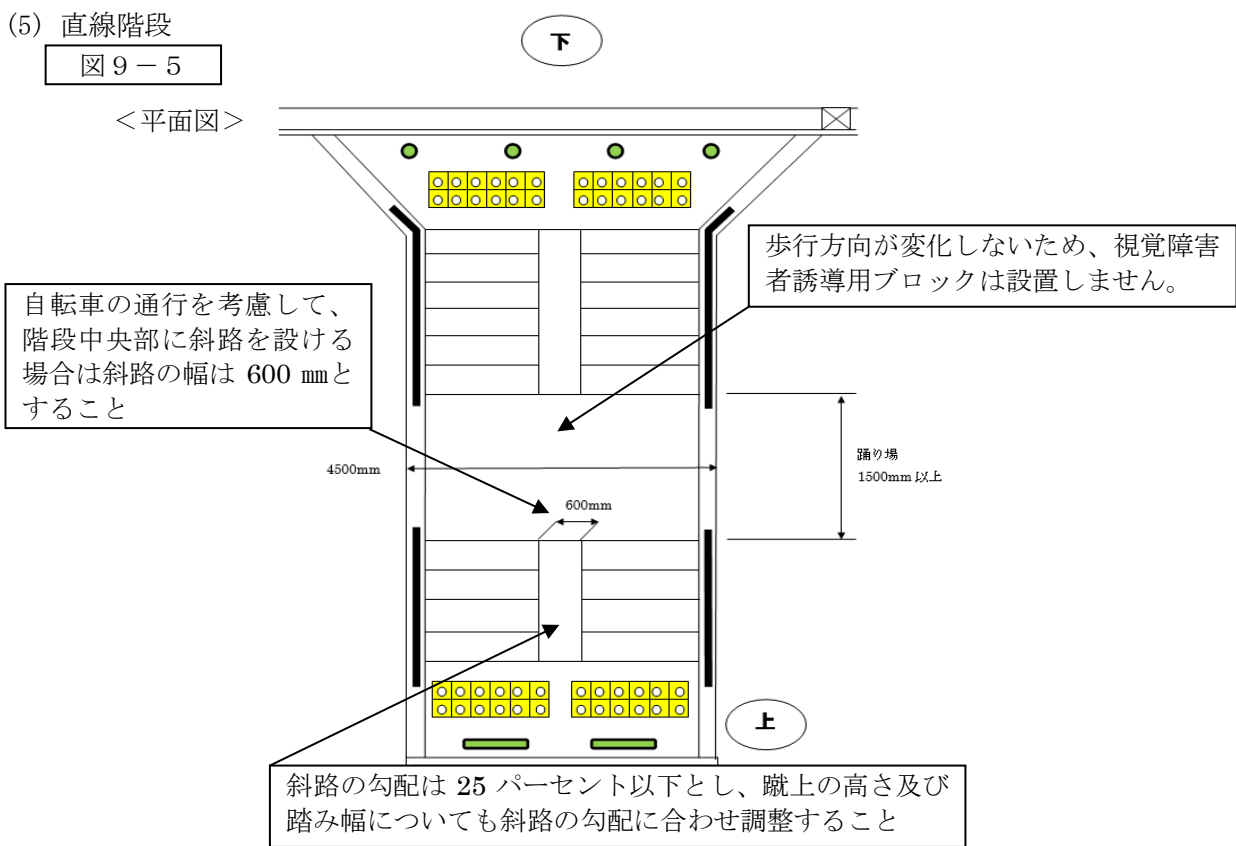 (5) 直線階段
図９－５
下
＜平面図＞
歩行方向が変化しないため、視覚障害
者誘導用ブロックは設置しません。
自転車の通行を考慮して、
階段中央部に斜路を設ける
場合は斜路の幅は 600 ㎜と
すること
4500mm
踊り場
1500mm 以上
600mm
上
斜路の勾配は 25 パーセント以下とし、蹴上の高さ及び
踏み幅についても斜路の勾配に合わせ調整すること